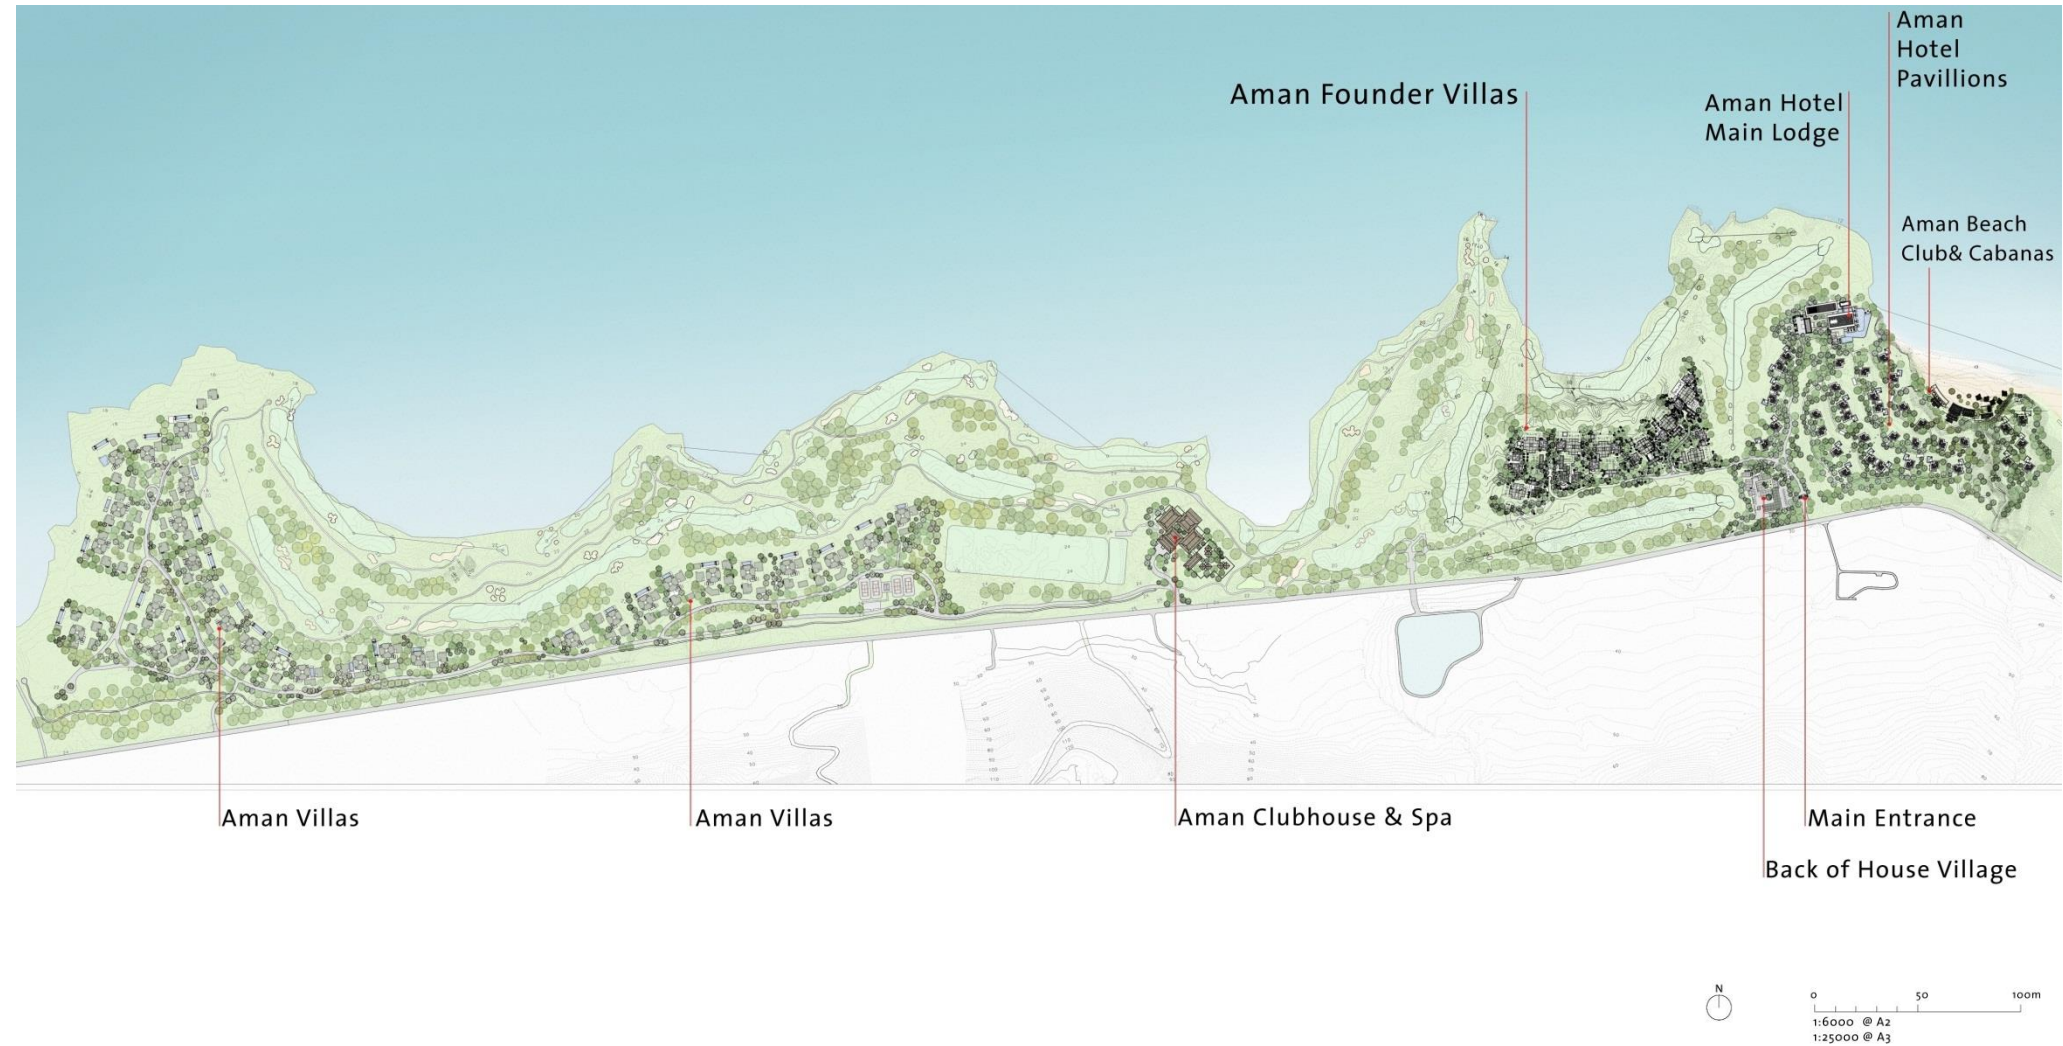 Aman
Hotel
Pavillions
Aman Founder Villas
Aman Hotel
Main Lodge
Aman Beach
Club& Cabanas
Aman Villas
Aman Villas
Aman Clubhouse & Spa
Main Entrance
Back of House Village
N
0 50 100m
1:6000 @ A2
1:25000 @ A3